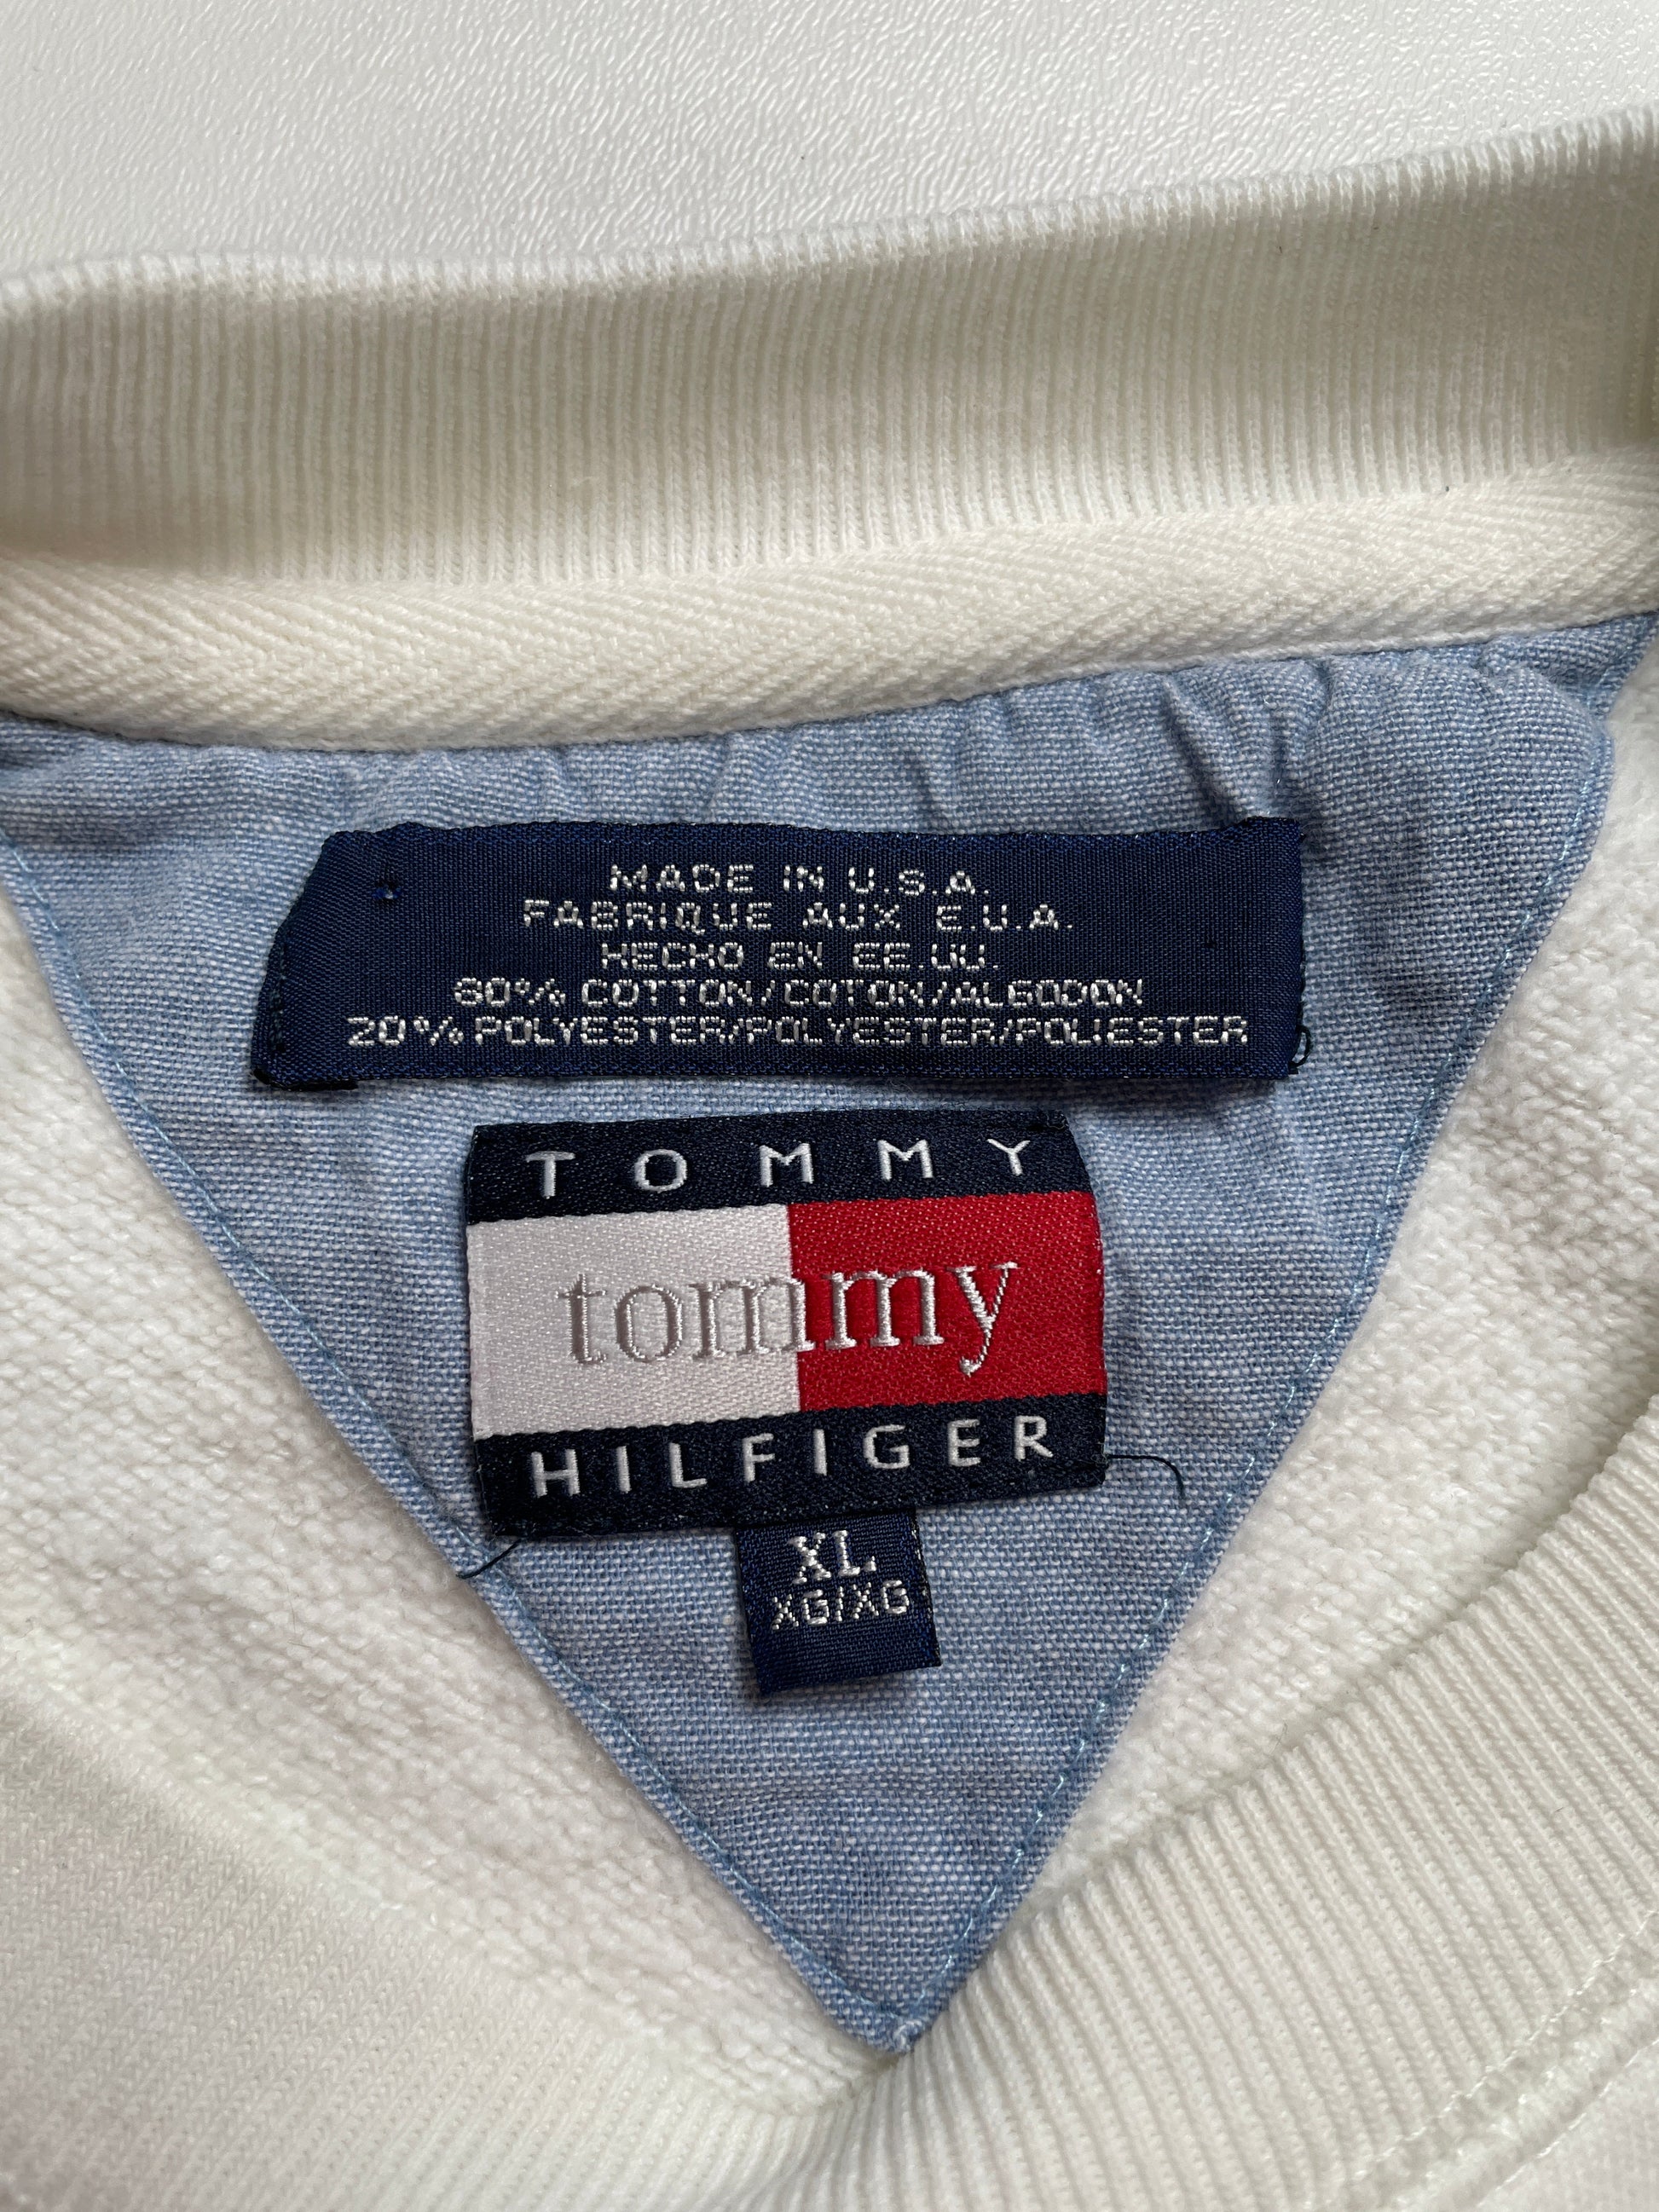 MADE IN U.S.A.
FABRIQUE AUX E.U.A.
HECHO EN EE.UU.
80% COTTON/COTON/ALGODON
20% POLYESTER/POLYESTER/POLIESTER
TOMMY
tommy
HILFIGER
XL
XG/XG